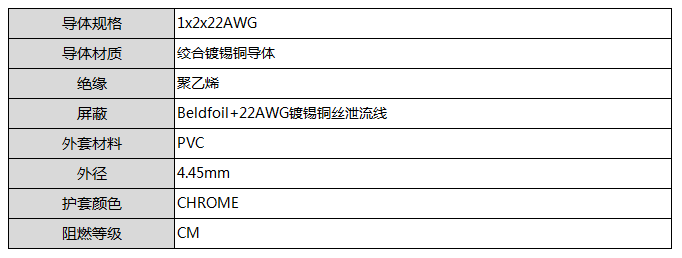 导体规格 1x2x22AWG
导体材质 绞合镀锡铜导体
绝缘 聚乙烯
屏蔽 Beldfoil+22AWG镀锡铜丝泄流线
外套材料 PVC
外径 4.45mm
护套颜色 CHROME
阻燃等级 CM